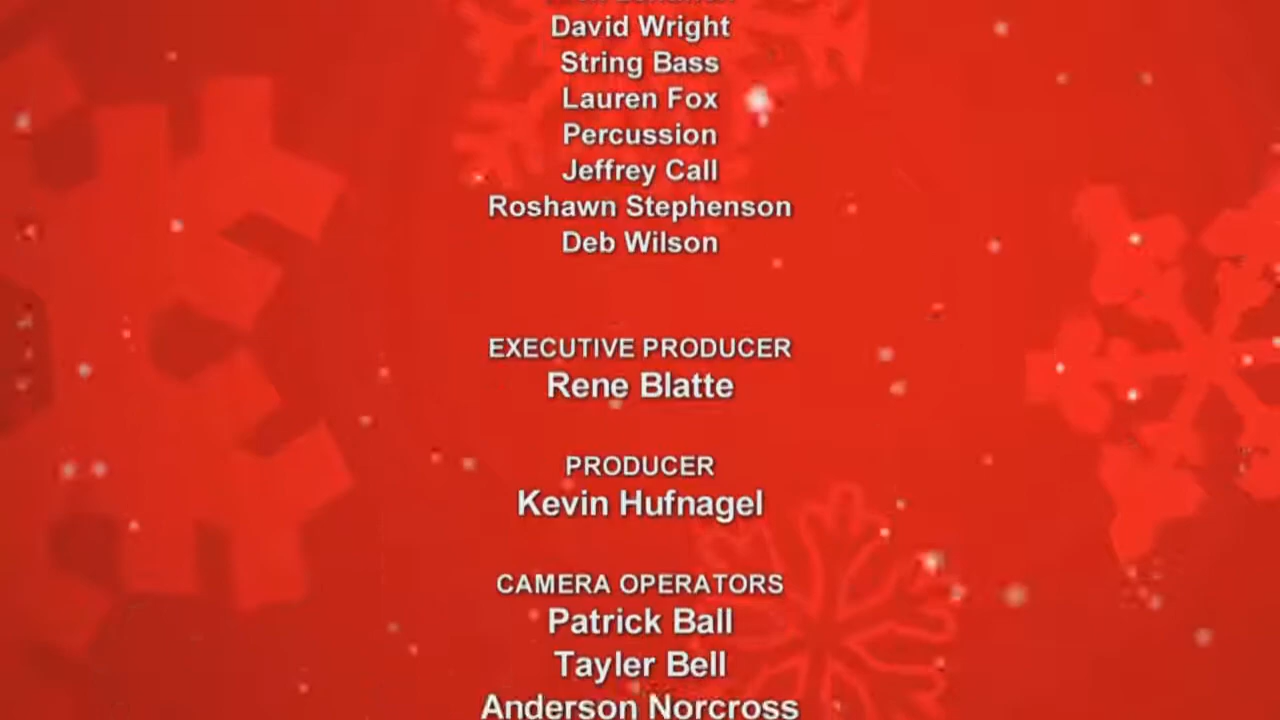 David Wright
String Bass
Lauren Fox
Percussion
Jeffrey Call
Roshawn Stephenson
Deb Wilson
EXECUTIVE PRODUCER
Rene Blatte
PRODUCER
Kevin Hufnagel
CAMERA OPERATORS
Patrick Ball
Tayler Bell
Anderson Norcross